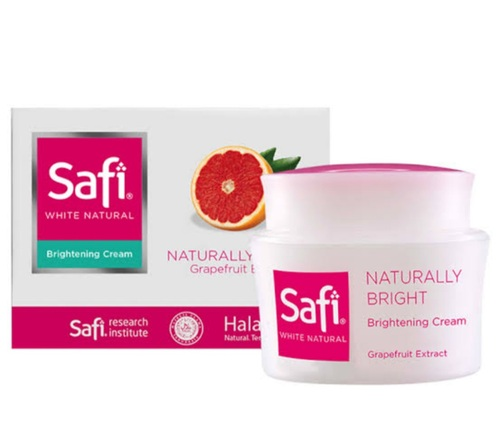 Safi®
WHITE NATURAL
Brightening Cream
NATURALLY
Grapefruit E
Safi research
institute
Hala
Natural.
Safi®
WHITE NATURAL
NATURALLY
BRIGHT
Brightening Cream
Grapefruit Extract